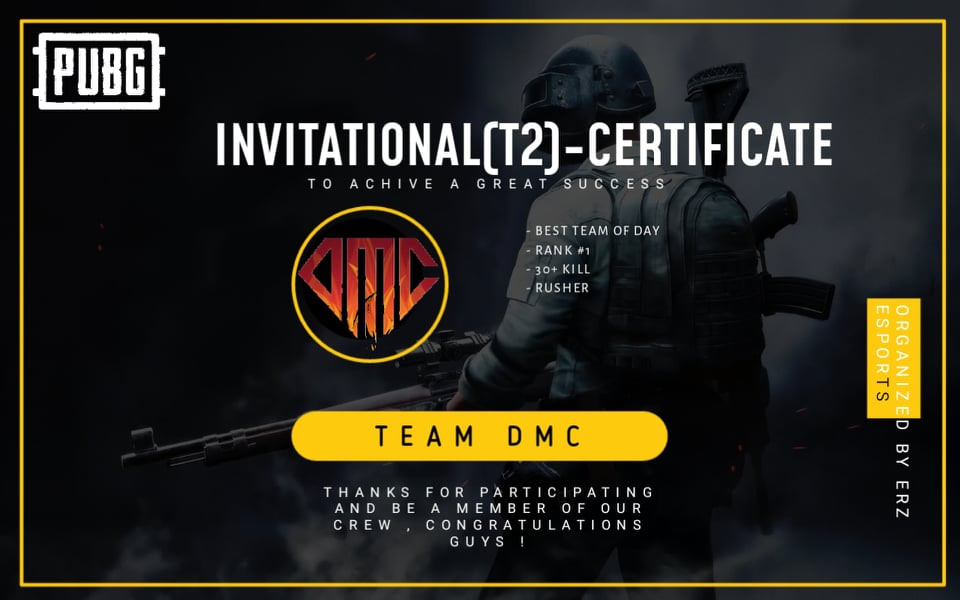 PUBG
INVITATIONAL(T2)-CERTIFICATE
TO ACHIVE A GREAT SUCCESS
DMC
- BEST TEAM OF DAY
- RANK #1
- 30+ KILL
- RUSHER
TEAM DMC
THANKS FOR PARTICIPATING
AND BE A MEMBER OF OUR
CREW , CONGRATULATIONS
GUYS !
ORGANIZED BY ERZ
ESPORTS